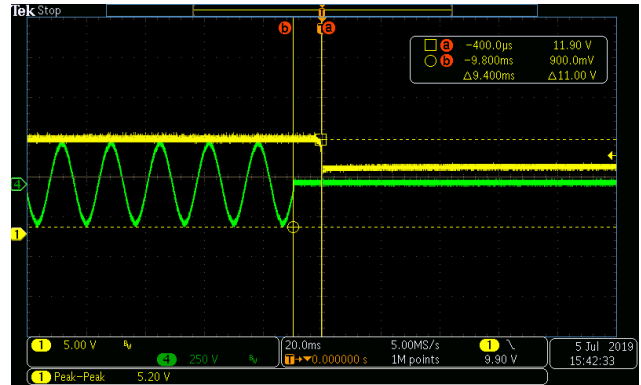 Tek Stop
b T a
a −400.0µs 11.90 V
b −9.800ms 900.0mV
Δ9.400ms Δ11.00 V
4
1
1 5.00 V BW 20.0ms 5.00MS/s 1 9.90 V
4 250 V BW T→▼0.000000 s 1M points
5 Jul 2019
15:42:33
1 Peak-Peak 5.20 V